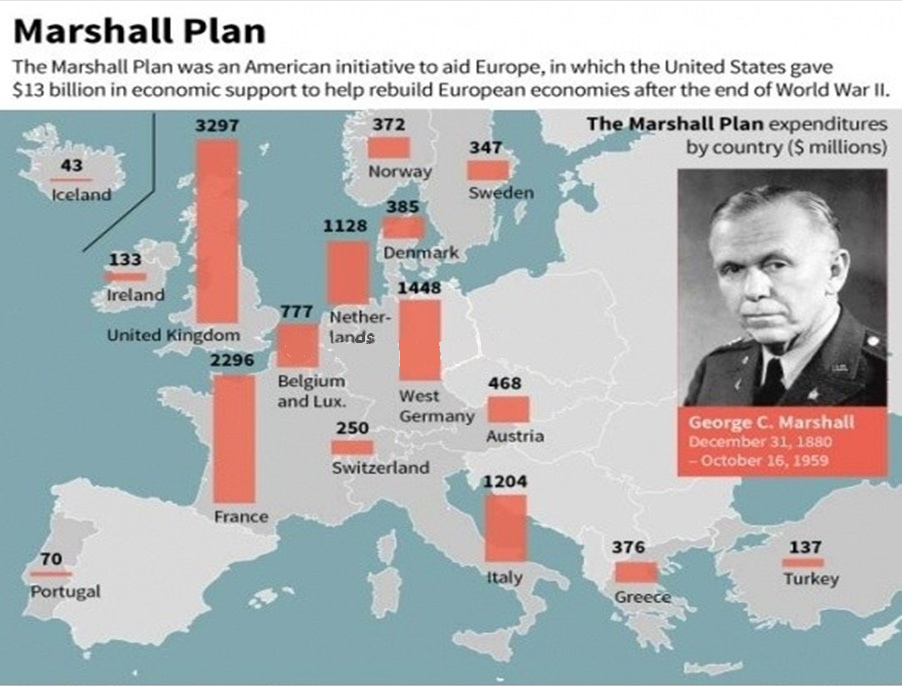 Marshall Plan
The Marshall Plan was an American initiative to aid Europe, in which the United States gave
$13 billion in economic support to help rebuild European economies after the end of World War II.
The Marshall Plan expenditures
by country ($ millions)
43
Iceland
3297
United Kingdom
372
Norway
347
Sweden
385
Denmark
133
Ireland
1128
Nether-
lands
1448
West
Germany
777
Belgium
and Lux.
2296
France
468
Austria
250
Switzerland
1204
Italy
70
Portugal
376
Greece
137
Turkey
George C. Marshall
December 31, 1880
– October 16, 1959